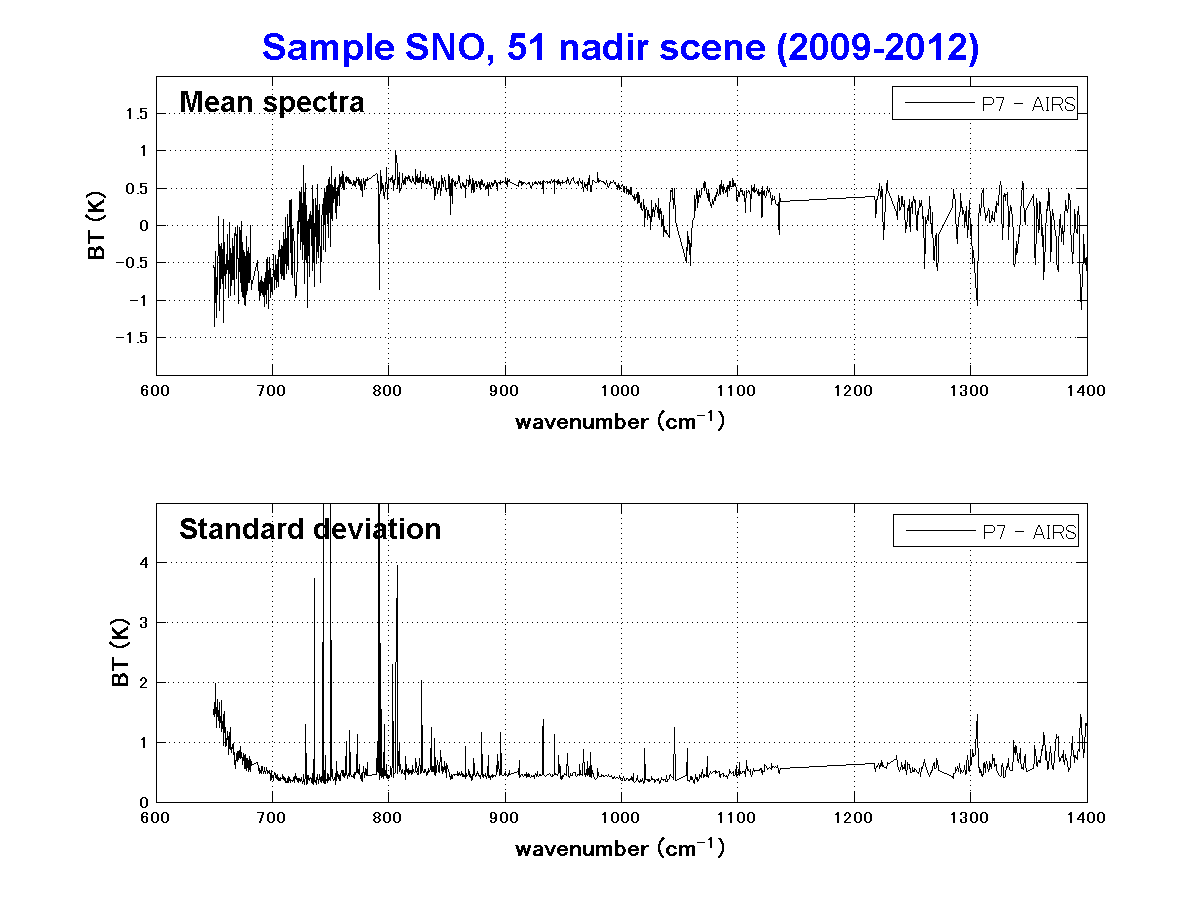 Sample SNO, 51 nadir scene (2009-2012)
Mean spectra
P7 - AIRS
1.5
1
0.5
0
-0.5
-1
-1.5
BT (K)
600 700 800 900 1000 1100 1200 1300 1400
wavenumber (cm⁻¹)
Standard deviation
P7 - AIRS
4
3
2
1
0
BT (K)
600 700 800 900 1000 1100 1200 1300 1400
wavenumber (cm⁻¹)